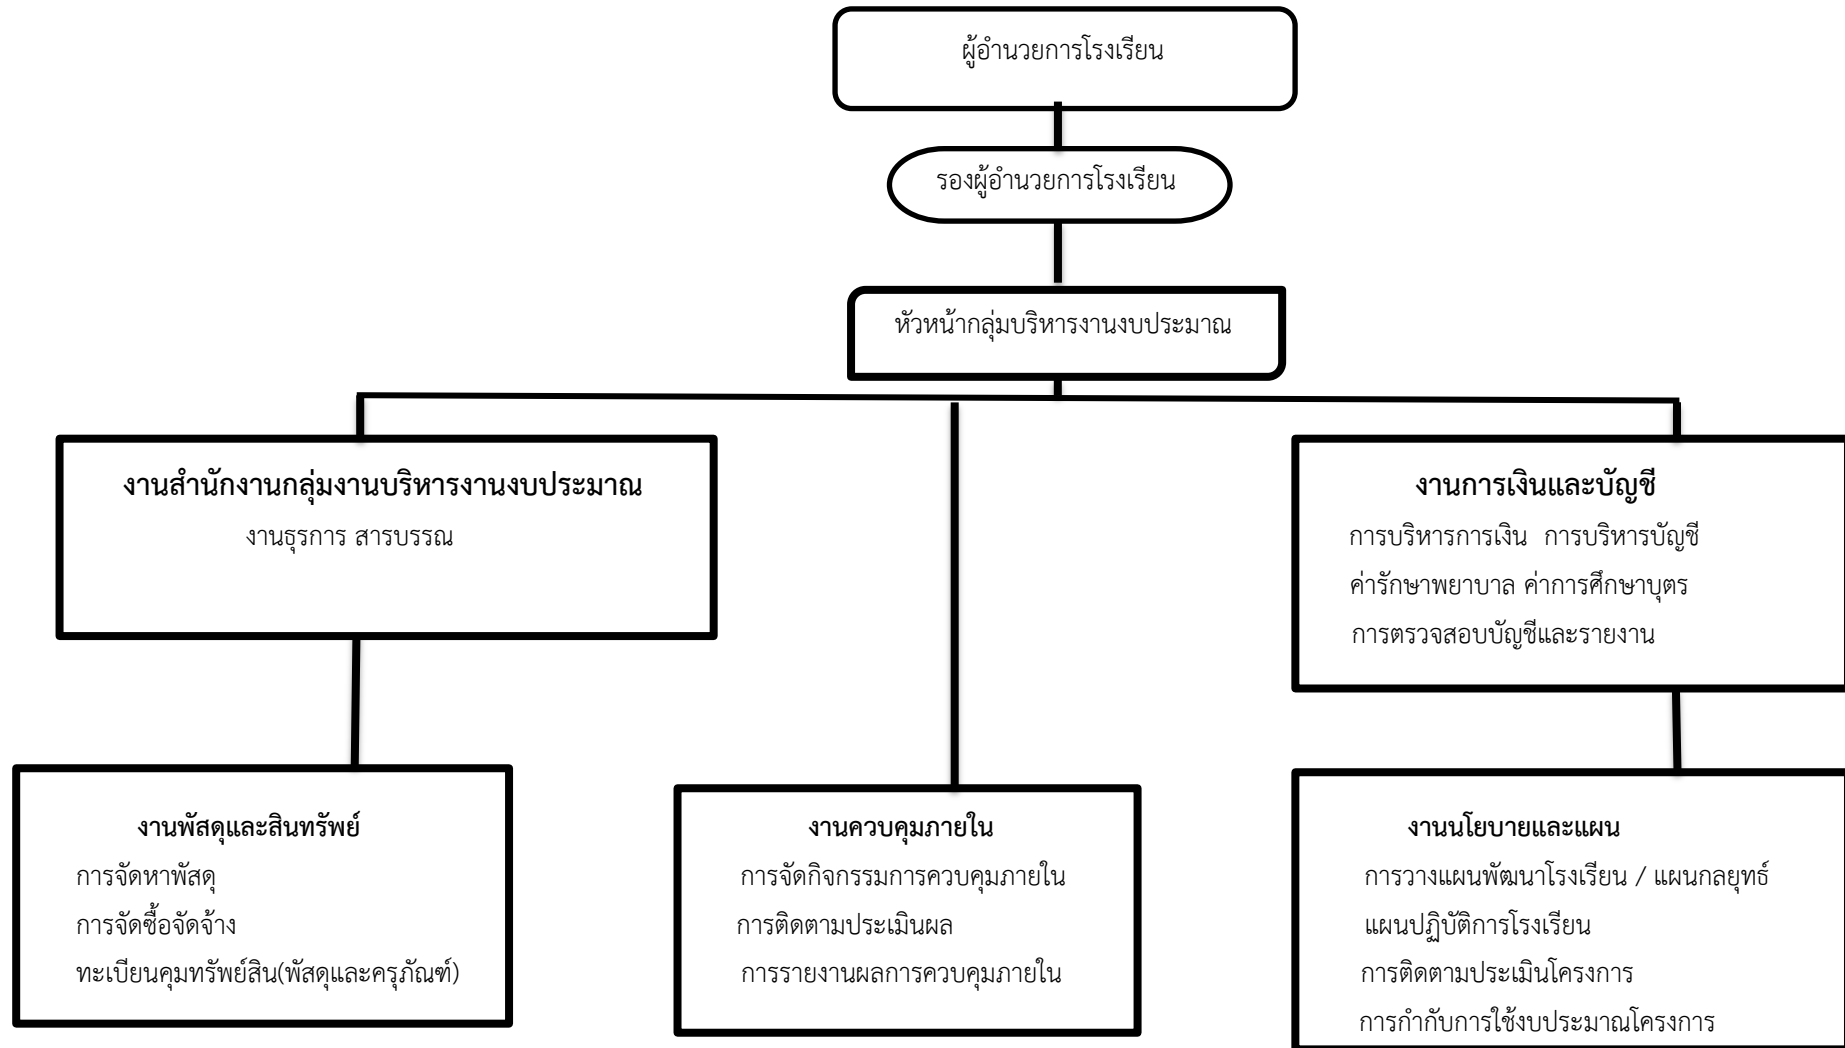 ผู้อำนวยการโรงเรียน
รองผู้อำนวยการโรงเรียน
หัวหน้ากลุ่มบริหารงานงบประมาณ
งานสำนักงานกลุ่มงานบริหารงานงบประมาณ
งานธุรการ สารบรรณ
งานการเงินและบัญชี
การบริหารการเงิน การบริหารบัญชี
ค่ารักษาพยาบาล ค่าการศึกษาบุตร
การตรวจสอบบัญชีและรายงาน
งานพัสดุและสินทรัพย์
การจัดหาพัสดุ
การจัดซื้อจัดจ้าง
ทะเบียนคุมทรัพย์สิน(พัสดุและครุภัณฑ์)
งานควบคุมภายใน
การจัดกิจกรรมการควบคุมภายใน
การติดตามประเมินผล
การรายงานผลการควบคุมภายใน
งานนโยบายและแผน
การวางแผนพัฒนาโรงเรียน / แผนกลยุทธ์
แผนปฏิบัติการโรงเรียน
การติดตามประเมินโครงการ
การกำกับการใช้งบประมาณโครงการ